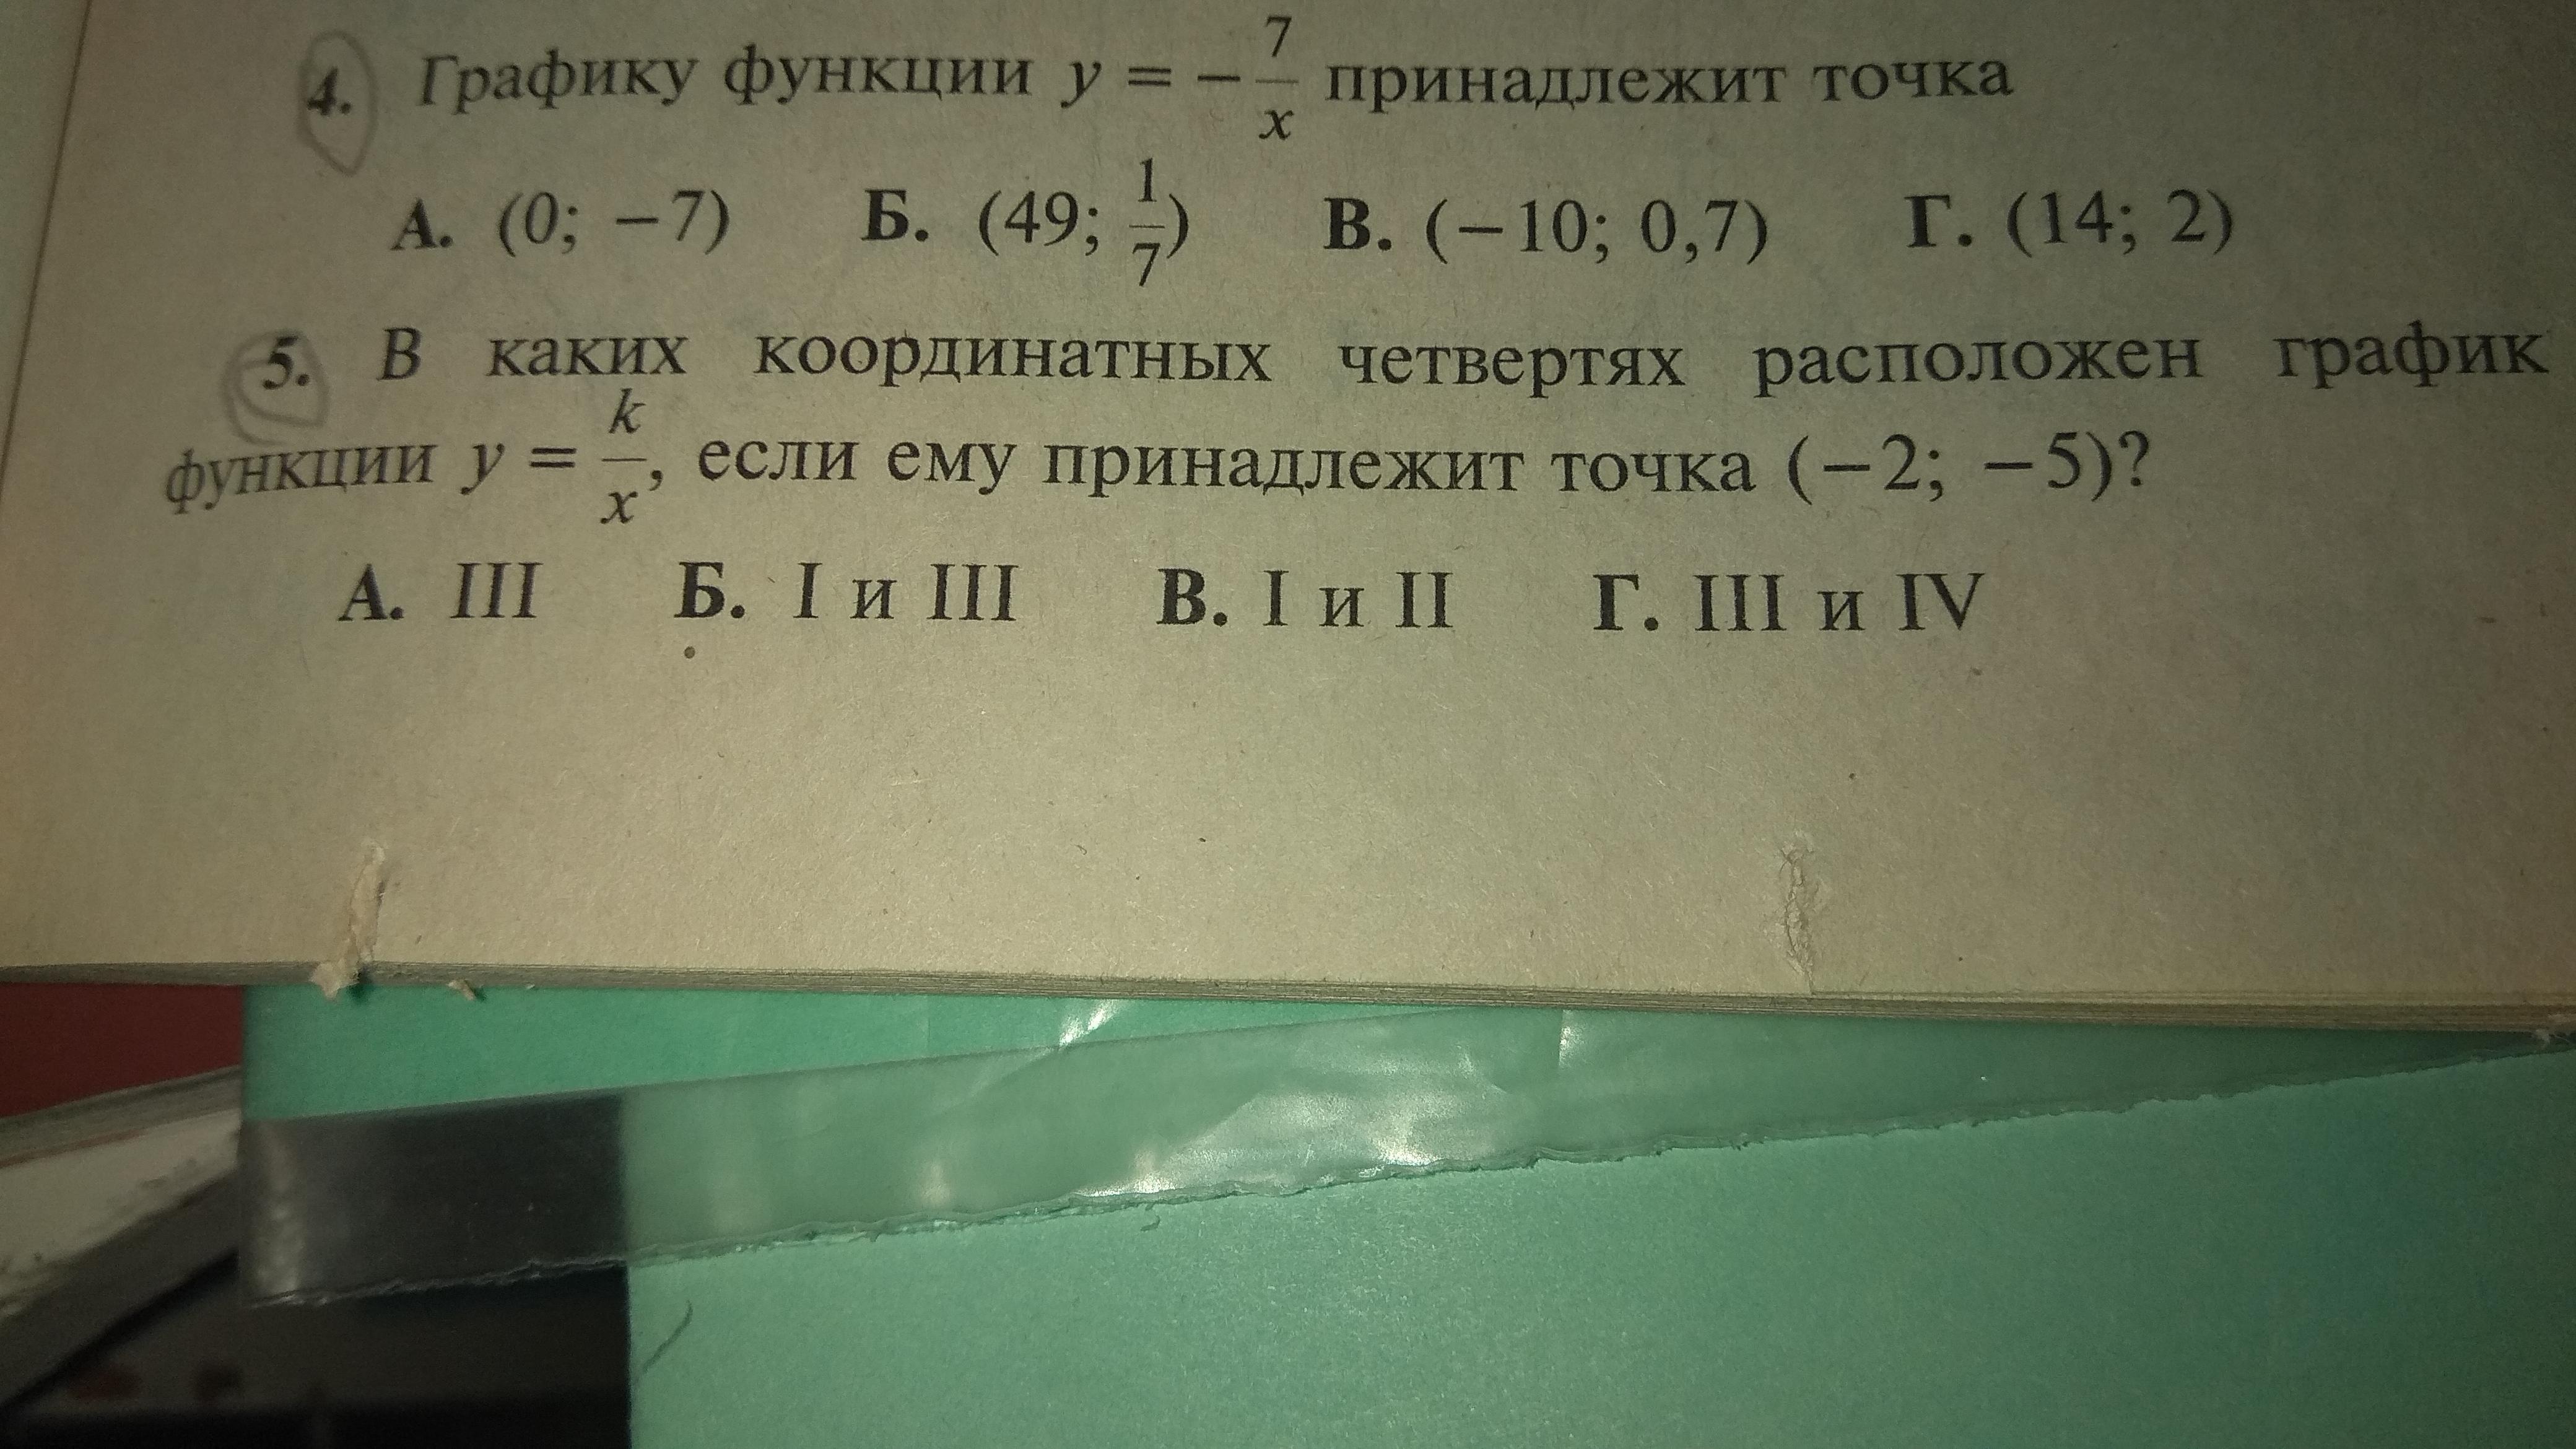 4. Графику функции y = −7/x принадлежит точка
А. (0; −7) Б. (49; 1/7) В. (−10; 0,7) Г. (14; 2)
5. В каких координатных четвертях расположен график
функции y = k/x, если ему принадлежит точка (−2; −5)?
А. III Б. I и III В. I и II Г. III и IV